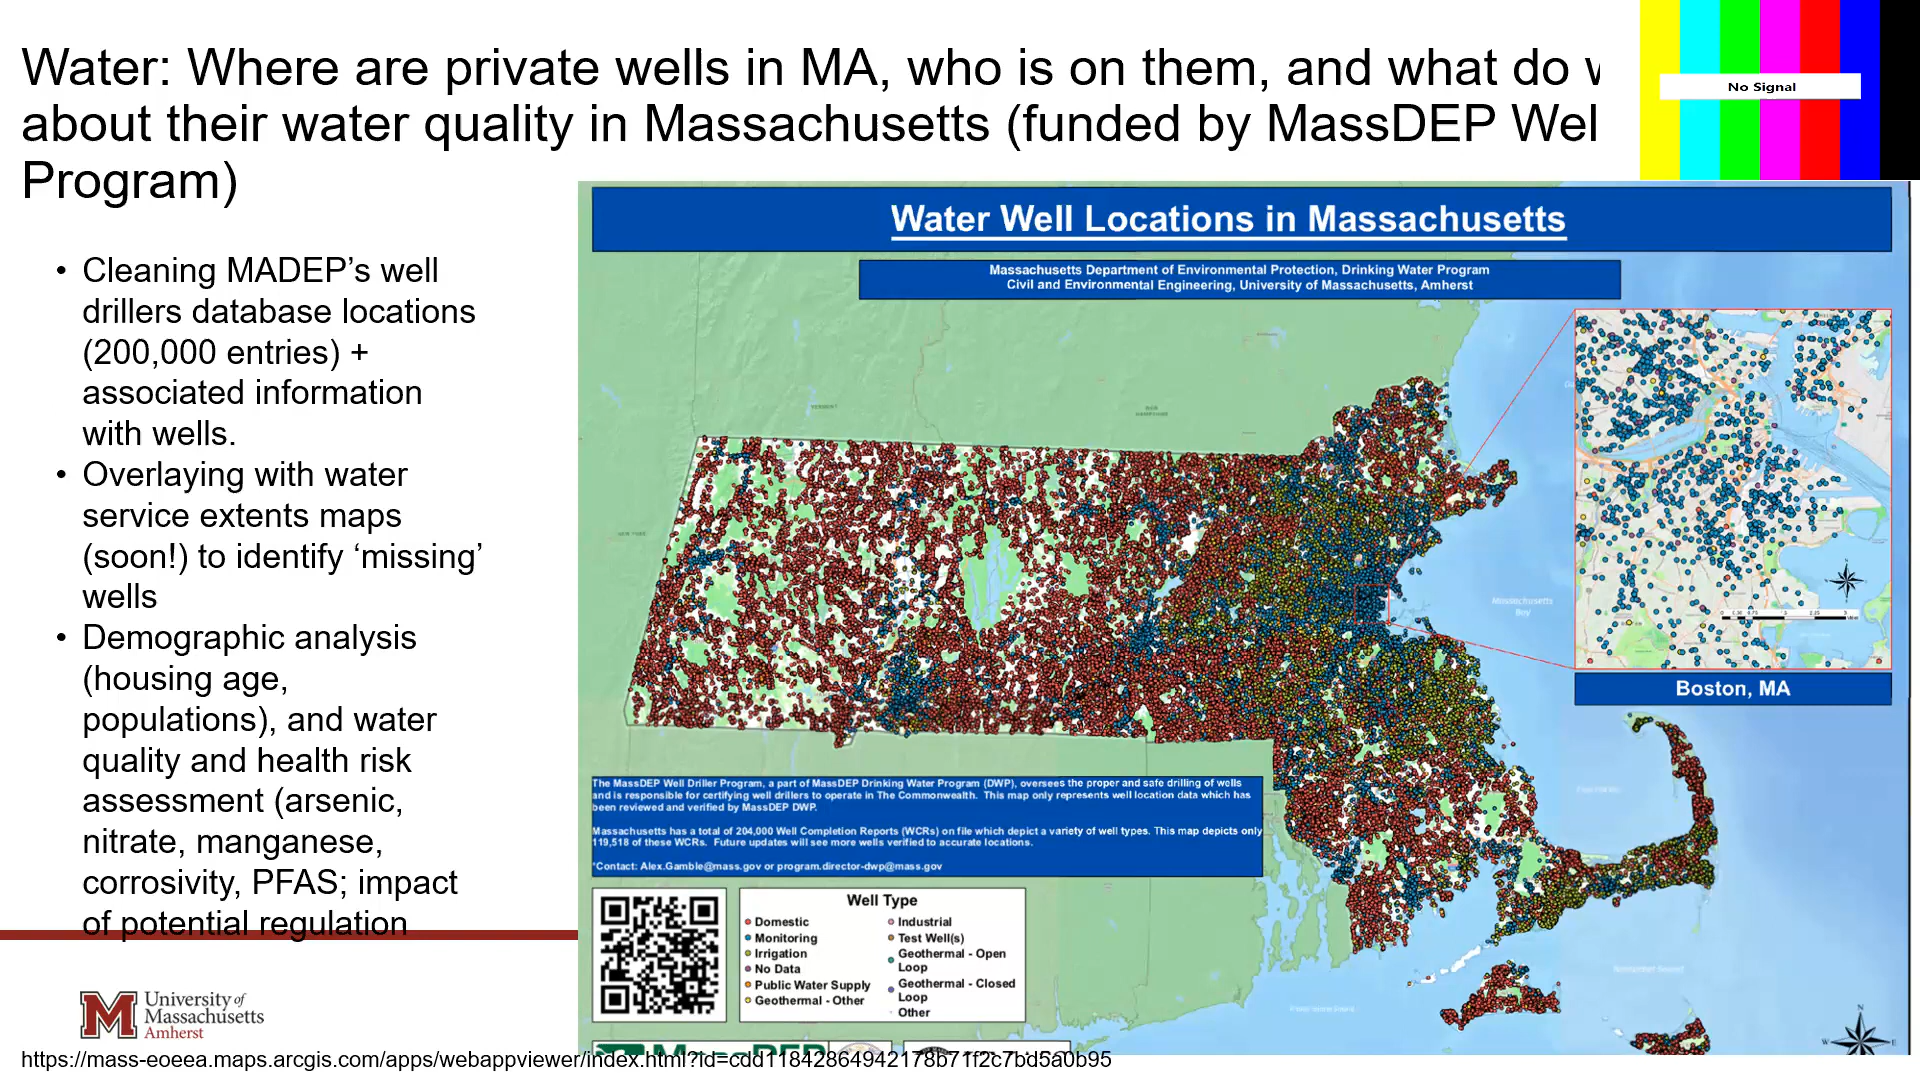 Water: Where are private wells in MA, who is on them, and what do
about their water quality in Massachusetts (funded by MassDEP Wel
Program)
No Signal
• Cleaning MADEP’s well
drillers database locations
(200,000 entries) +
associated information
with wells.
• Overlaying with water
service extents maps
(soon!) to identify ‘missing’
wells
• Demographic analysis
(housing age,
populations), and water
quality and health risk
assessment (arsenic,
nitrate, manganese,
corrosivity, PFAS; impact
of potential regulation
Water Well Locations in Massachusetts
Massachusetts Department of Environmental Protection, Drinking Water Program
Civil and Environmental Engineering, University of Massachusetts, Amherst
VERMONT
NEW HAMPSHIRE
NEW YORK
Massachusetts
Bay
Boston, MA
The MassDEP Well Driller Program, a part of MassDEP Drinking Water Program (DWP), oversees the proper and safe drilling of wells
and is responsible for certifying well drillers to operate in The Commonwealth. This map only represents well location data which has
been reviewed and verified by MassDEP DWP.
Massachusetts has a total of 204,000 Well Completion Reports (WCRs) on file which depict a variety of well types. This map depicts only
119,518 of these WCRs. Future updates will see more wells verified to accurate locations.
*Contact: Alex.Gamble@mass.gov or program.director-dwp@mass.gov
Well Type
Domestic
Monitoring
Irrigation
No Data
Public Water Supply
Geothermal - Other
Industrial
Test Well(s)
Geothermal - Open
Loop
Geothermal - Closed
Loop
Other
N
W
E
University of
Massachusetts
Amherst
MassDEP
https://mass-eoeea.maps.arcgis.com/apps/webappviewer/index.html?id=cdd11842864942178b71f2c7bd5a0b95